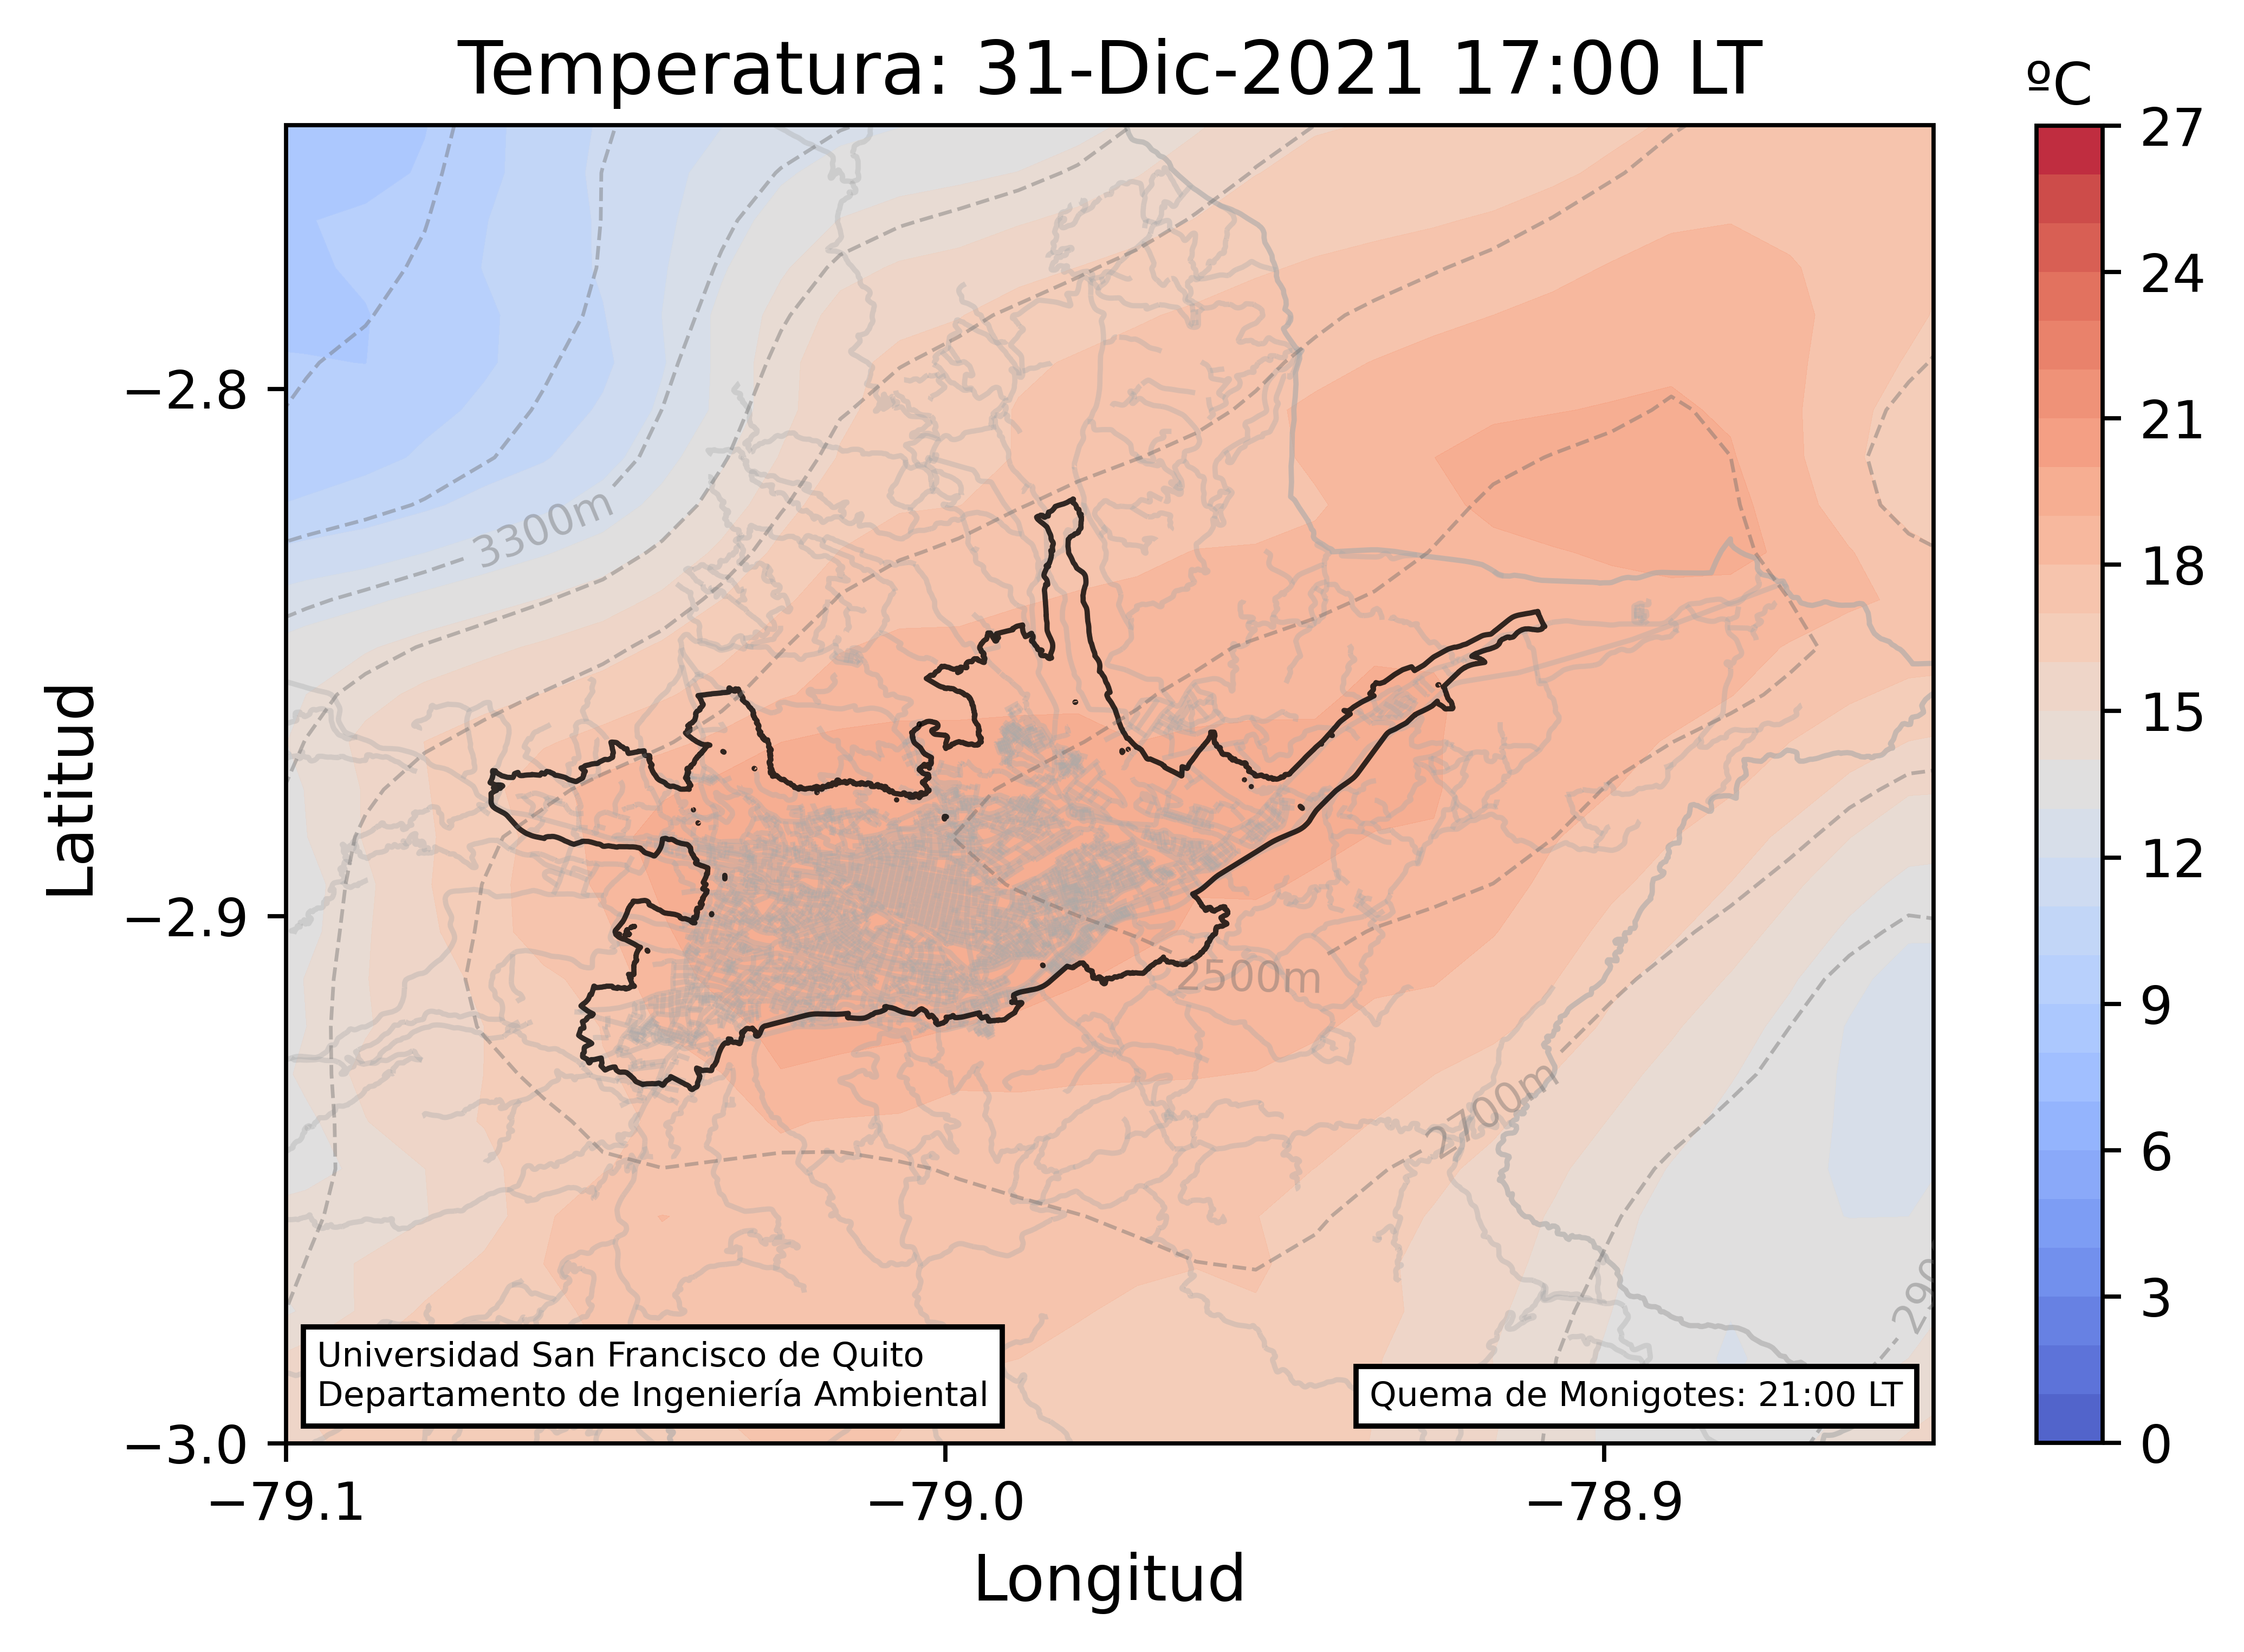 Temperatura: 31-Dic-2021 17:00 LT
ºC
27
24
21
18
15
12
9
6
3
0
Latitud
−2.8
−2.9
−3.0
3300m
2500m
2700m
Universidad San Francisco de Quito
Departamento de Ingeniería Ambiental
Quema de Monigotes: 21:00 LT
−79.1
−79.0
−78.9
Longitud